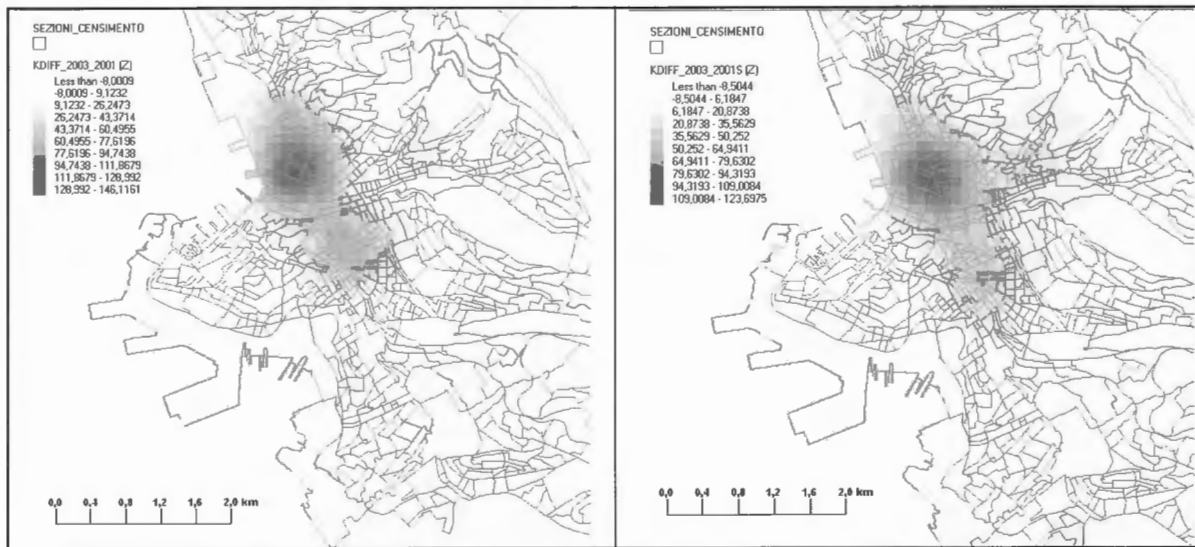 SEZIONI_CENSIMENTO
KDIFF_2003_2001 (Z)
Less than -8,0009
-8,0009 - 9,1232
9,1232 - 26,2473
26,2473 - 43,3714
43,3714 - 60,4955
60,4955 - 77,6196
77,6196 - 94,7438
94,7438 - 111,8679
111,8679 - 128,992
128,992 - 146,1161
0,0 0,4 0,8 1,2 1,6 2,0 km
SEZIONI_CENSIMENTO
KDIFF_2003_2001S (Z)
Less than -8,5044
-8,5044 - 6,1847
6,1847 - 20,8738
20,8738 - 35,5629
35,5629 - 50,252
50,252 - 64,9411
64,9411 - 79,6302
79,6302 - 94,3193
94,3193 - 109,0084
109,0084 - 123,6975
0,0 0,4 0,8 1,2 1,6 2,0 km